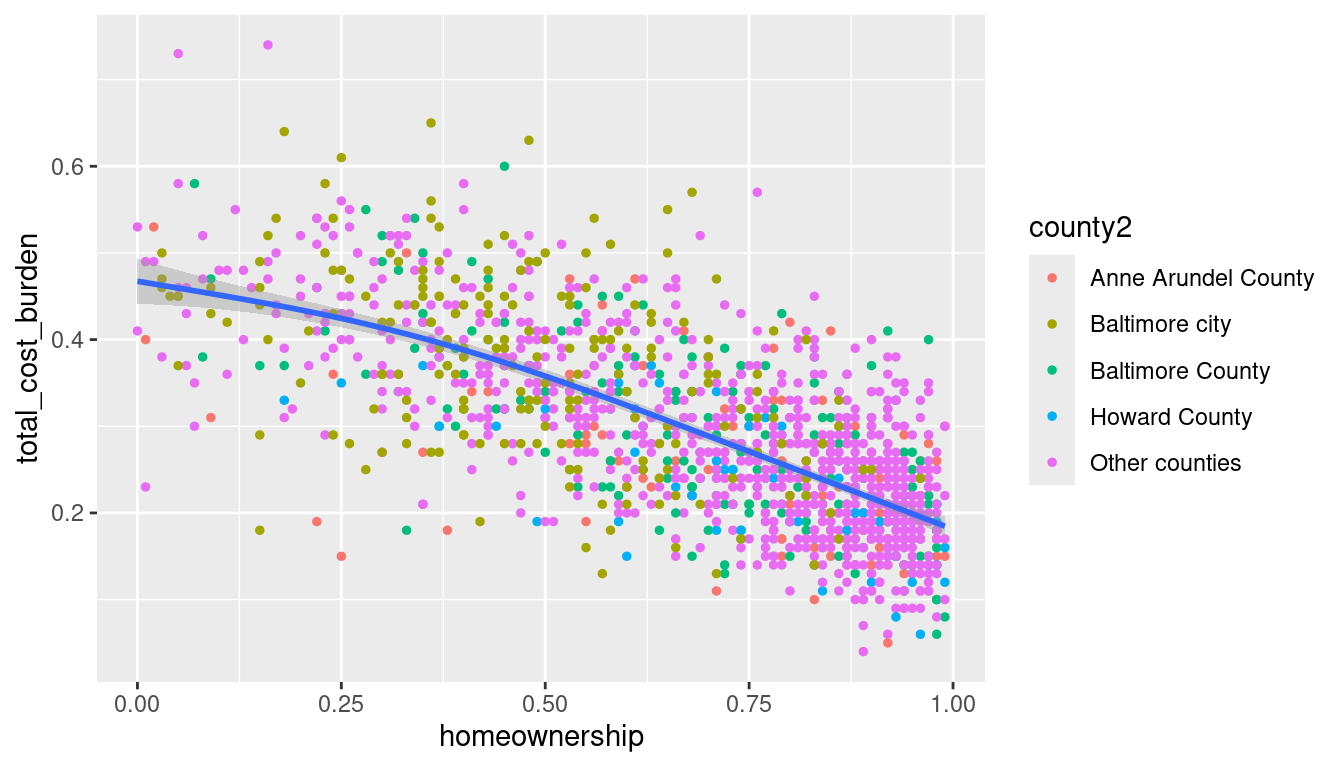 total_cost_burden
0.6
0.4
0.2
0.00 0.25 0.50 0.75 1.00
homeownership
county2
Anne Arundel County
Baltimore city
Baltimore County
Howard County
Other counties